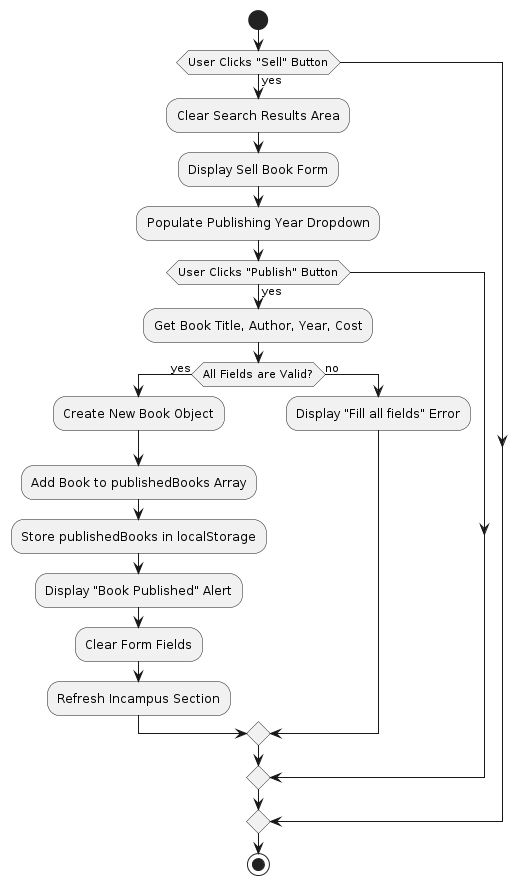 User Clicks "Sell" Button
yes
Clear Search Results Area
Display Sell Book Form
Populate Publishing Year Dropdown
User Clicks "Publish" Button
yes
Get Book Title, Author, Year, Cost
yes
All Fields are Valid?
no
Create New Book Object
Display "Fill all fields" Error
Add Book to publishedBooks Array
Store publishedBooks in localStorage
Display "Book Published" Alert
Clear Form Fields
Refresh Incampus Section